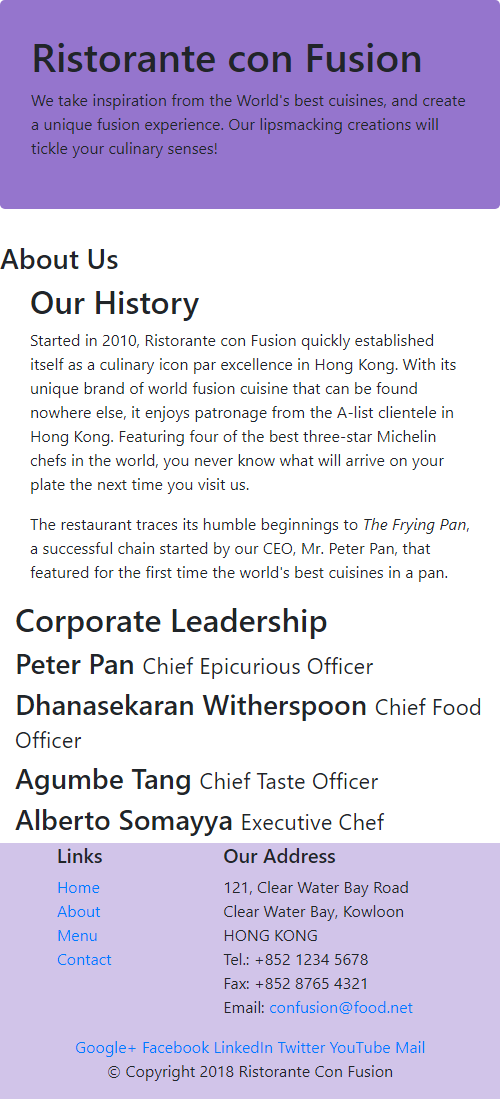 Ristorante con Fusion
We take inspiration from the World's best cuisines, and create
a unique fusion experience. Our lipsmacking creations will
tickle your culinary senses!
About Us
Our History
Started in 2010, Ristorante con Fusion quickly established
itself as a culinary icon par excellence in Hong Kong. With its
unique brand of world fusion cuisine that can be found
nowhere else, it enjoys patronage from the A-list clientele in
Hong Kong. Featuring four of the best three-star Michelin
chefs in the world, you never know what will arrive on your
plate the next time you visit us.
The restaurant traces its humble beginnings to The Frying Pan,
a successful chain started by our CEO, Mr. Peter Pan, that
featured for the first time the world's best cuisines in a pan.
Corporate Leadership
Peter Pan Chief Epicurious Officer
Dhanasekaran Witherspoon Chief Food
Officer
Agumbe Tang Chief Taste Officer
Alberto Somayya Executive Chef
Links
Home
About
Menu
Contact
Our Address
121, Clear Water Bay Road
Clear Water Bay, Kowloon
HONG KONG
Tel.: +852 1234 5678
Fax: +852 8765 4321
Email: confusion@food.net
Google+ Facebook LinkedIn Twitter YouTube Mail
© Copyright 2018 Ristorante Con Fusion